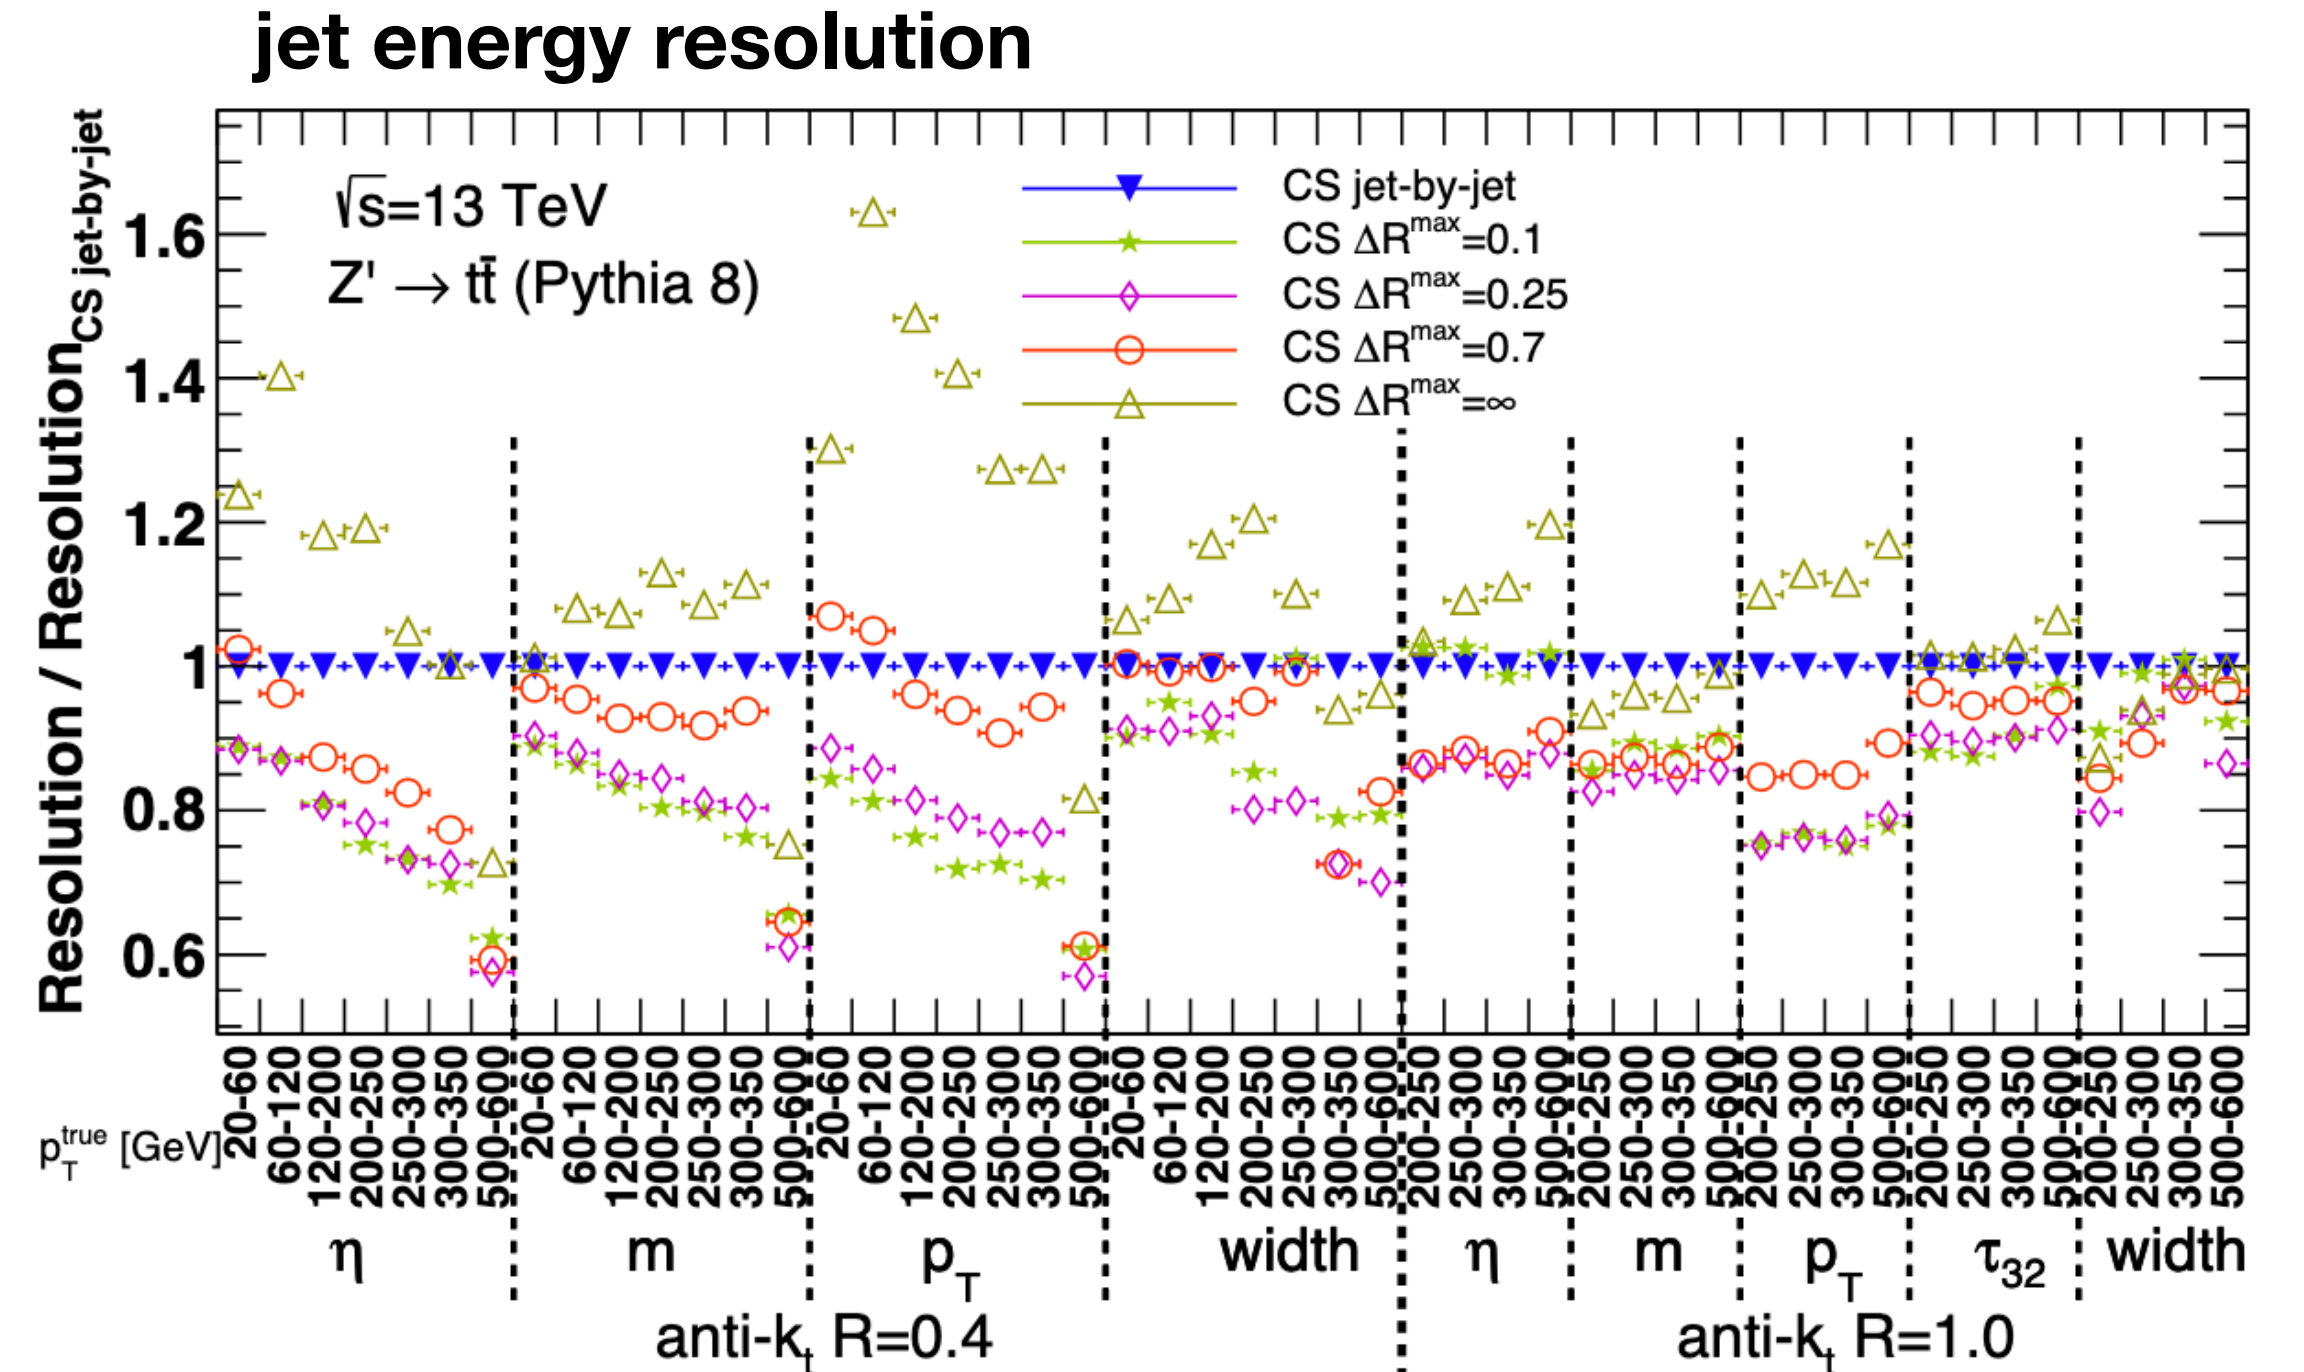 jet energy resolution
Resolution / Resolution_CS jet-by-jet
√s=13 TeV
Z' → tt̄ (Pythia 8)
CS jet-by-jet
CS ΔR^max=0.1
CS ΔR^max=0.25
CS ΔR^max=0.7
CS ΔR^max=∞
1.6
1.4
1.2
1
0.8
0.6
p_T^true [GeV]
20-60 60-120 120-200 200-250 250-300 300-350 500-600 20-60 60-120 120-200 200-250 250-300 300-350 500-600 20-60 60-120 120-200 200-250 250-300 300-350 500-600 20-60 60-120 120-200 200-250 250-300 300-350 500-600 200-250 250-300 300-350 500-600 200-250 250-300 300-350 500-600 200-250 250-300 300-350 500-600 200-250 250-300 300-350 500-600 200-250 250-300 300-350 500-600
η m p_T width η m p_T τ_32 width
anti-k_t R=0.4 anti-k_t R=1.0